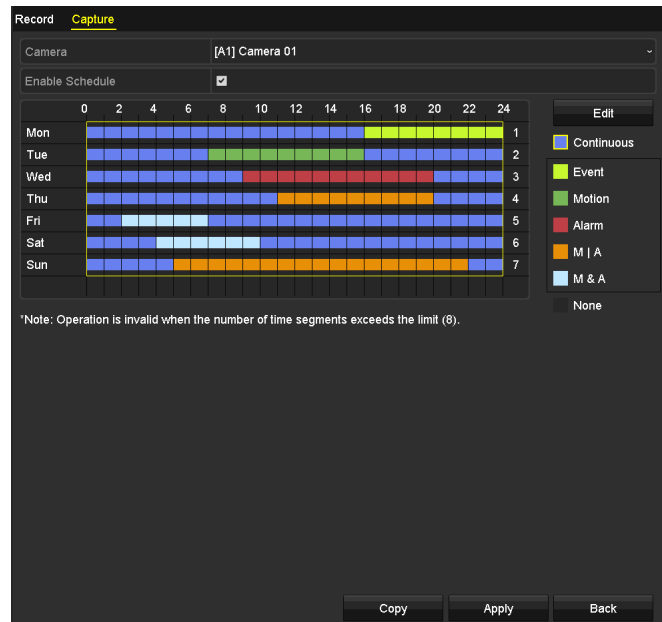 Record Capture
Camera [A1] Camera 01
Enable Schedule
0 2 4 6 8 10 12 14 16 18 20 22 24
Edit
Mon 1
Continuous
Tue 2
Wed 3
Event
Thu 4
Motion
Fri 5
Alarm
Sat 6
M | A
Sun 7
M & A
None
*Note: Operation is invalid when the number of time segments exceeds the limit (8).
Copy Apply Back